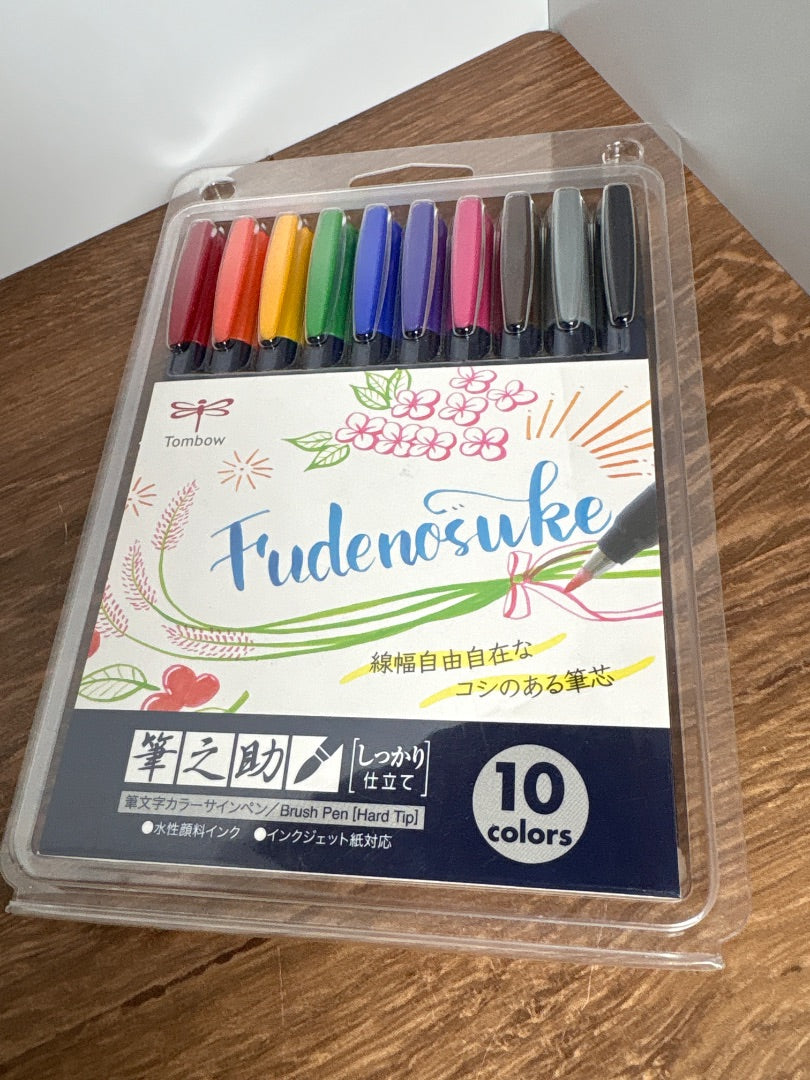 Tombow
Fudenosuke
線幅自由自在な
コシのある筆芯
筆之助
[しっかり
仕立て]
10
colors
筆文字カラーサインペン/Brush Pen [Hard Tip]
●水性顔料インク ●インクジェット紙対応